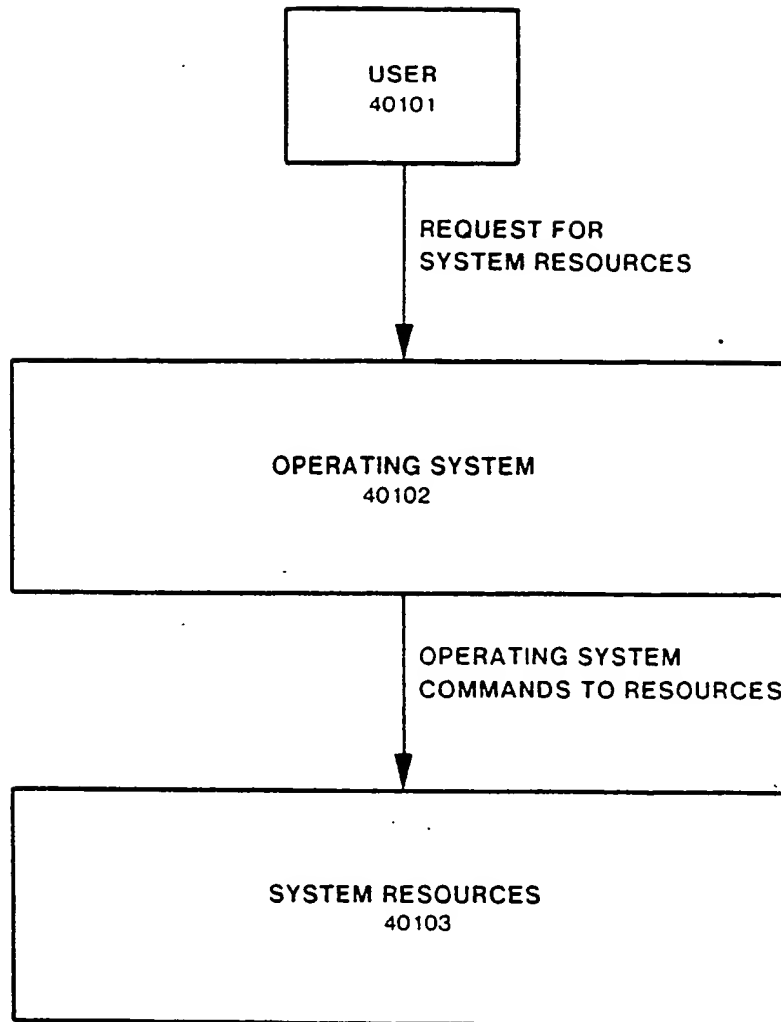 USER
40101
REQUEST FOR
SYSTEM RESOURCES
OPERATING SYSTEM
40102
OPERATING SYSTEM
COMMANDS TO RESOURCES
SYSTEM RESOURCES
40103